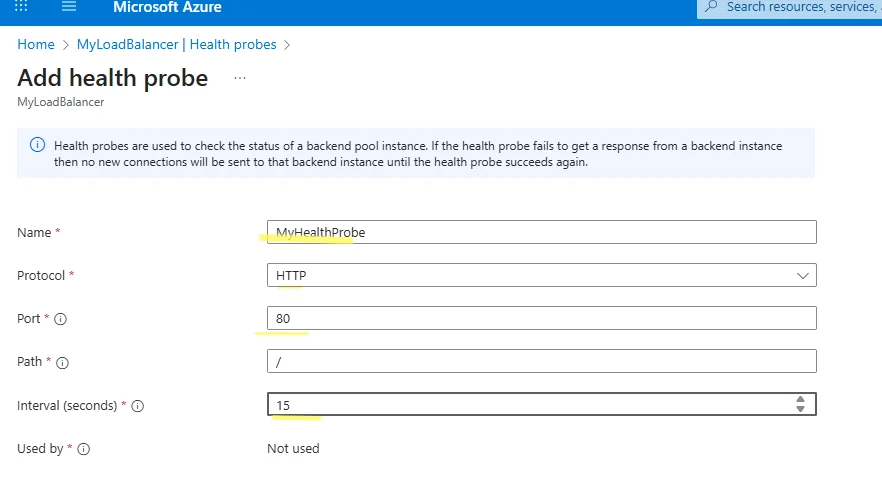 Microsoft Azure
Search resources, services,
Home > MyLoadBalancer | Health probes >
Add health probe ...
MyLoadBalancer
Health probes are used to check the status of a backend pool instance. If the health probe fails to get a response from a backend instance
then no new connections will be sent to that backend instance until the health probe succeeds again.
Name * MyHealthProbe
Protocol * HTTP
Port * 80
Path * /
Interval (seconds) * 15
Used by * Not used